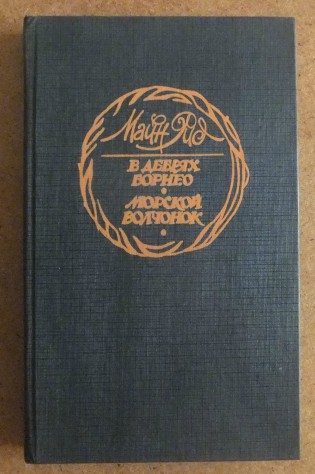 Майн Рид
В ДЕБРЯХ
БОРНЕО
•
МОРСКОЙ
ВОЛЧОНОК
•